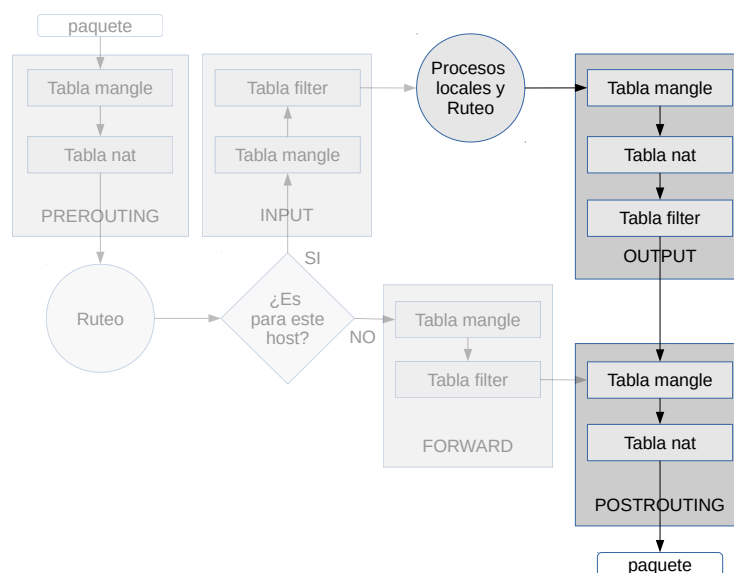 paquete
Tabla mangle
Tabla nat
PREROUTING
Ruteo
Tabla filter
Tabla mangle
INPUT
SI
¿Es
para este
host?
NO
Procesos
locales y
Ruteo
Tabla mangle
Tabla nat
Tabla filter
OUTPUT
Tabla mangle
Tabla filter
FORWARD
Tabla mangle
Tabla nat
POSTROUTING
paquete